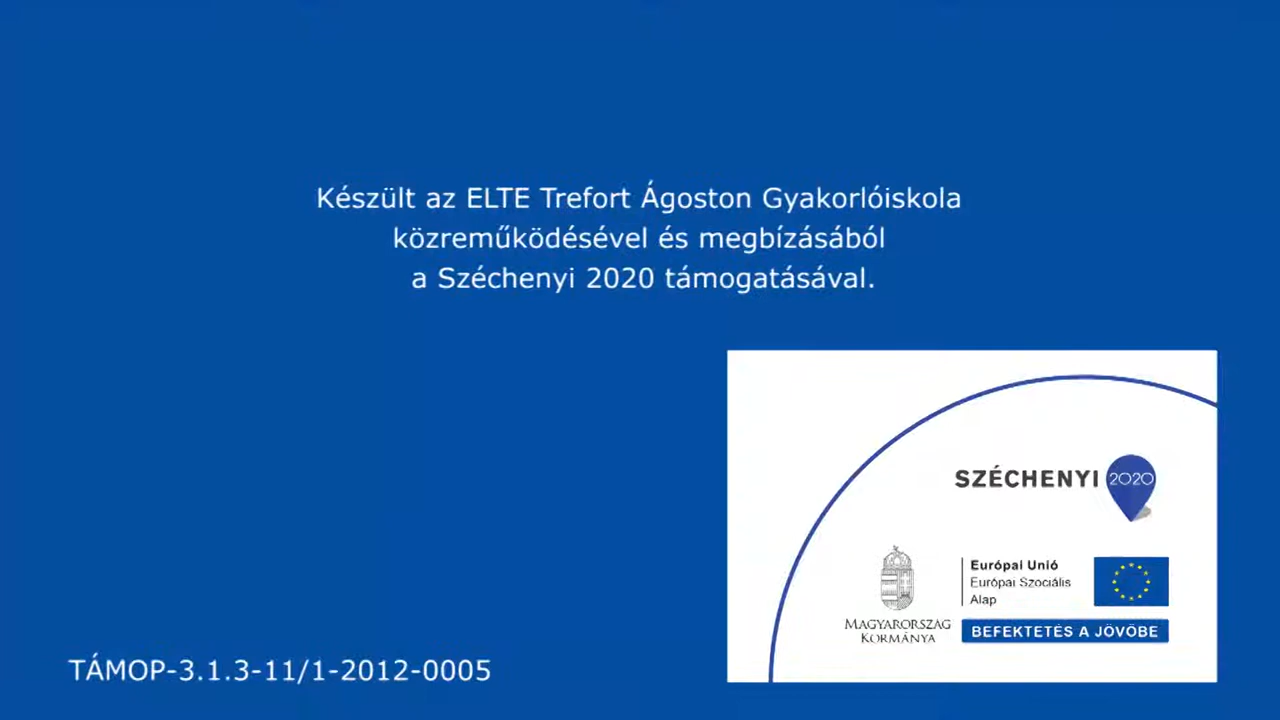 Készült az ELTE Trefort Ágoston Gyakorlóiskola
közreműködésével és megbízásából
a Széchenyi 2020 támogatásával.
SZÉCHENYI 2020
MAGYARORSZÁG
KORMÁNYA
Európai Unió
Európai Szociális
Alap
BEFEKTETÉS A JÖVŐBE
TÁMOP-3.1.3-11/1-2012-0005